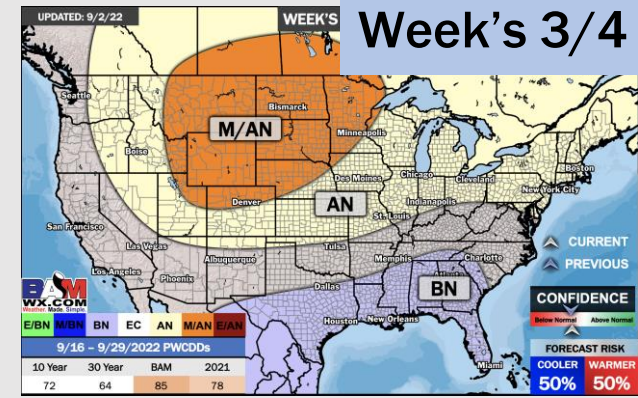 UPDATED: 9/2/22
WEEK'S
Week's 3/4
Seattle
Bismarck
M/AN
Minneapolis
Boise
Boston
Des Moines
Chicago
Cleveland
New York City
Denver
AN
Indianapolis
St. Louis
San Francisco
Las Vegas
Tulsa
CURRENT
Albuquerque
Memphis
Charlotte
PREVIOUS
Los Angeles
Phoenix
Dallas
BN
BAM
WX.COM
Weather. Made. Simple.
Houston
New Orleans
CONFIDENCE
Below Normal
Above Normal
E/BN M/BN BN EC AN M/AN E/AN
9/16 – 9/29/2022 PWCDDs
Miami
FORECAST RISK
10 Year 30 Year BAM 2021
COOLER WARMER
72 64 85 78
50% 50%